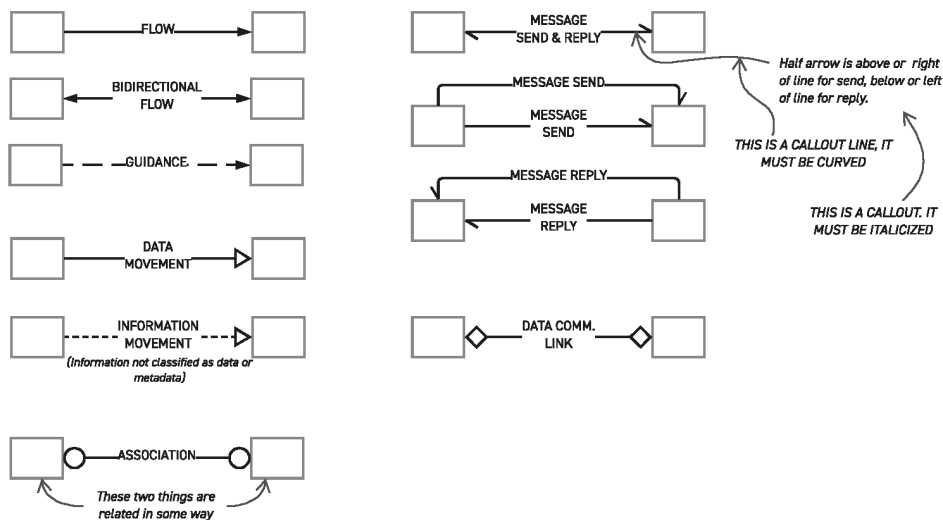 FLOW
BIDIRECTIONAL
FLOW
GUIDANCE
DATA
MOVEMENT
INFORMATION
MOVEMENT
(Information not classified as data or
metadata)
ASSOCIATION
These two things are
related in some way
MESSAGE
SEND & REPLY
Half arrow is above or right
of line for send, below or left
of line for reply.
MESSAGE SEND
MESSAGE
SEND
THIS IS A CALLOUT LINE, IT
MUST BE CURVED
MESSAGE REPLY
MESSAGE
REPLY
THIS IS A CALLOUT. IT
MUST BE ITALICIZED
DATA COMM.
LINK